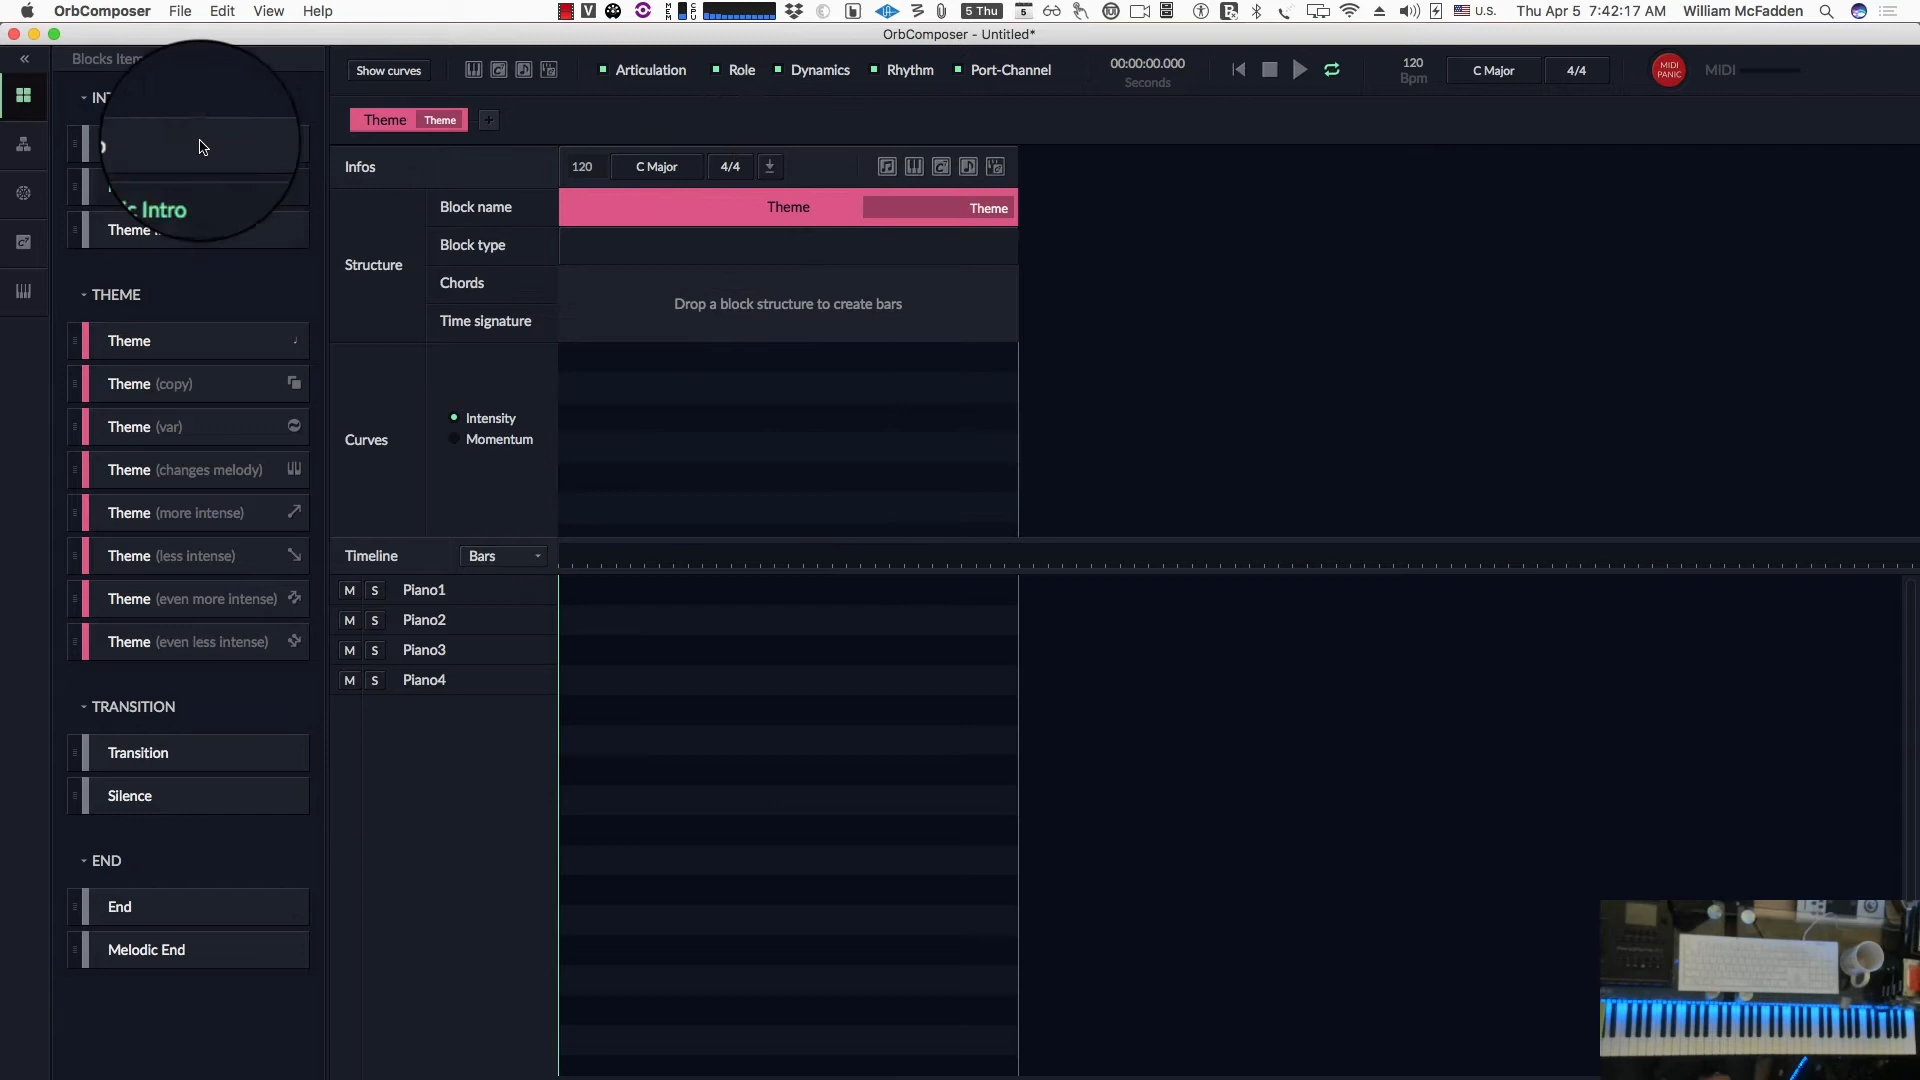 OrbComposer File Edit View Help
MEM CPU 5 Thu U.S. Thu Apr 5 7:42:17 AM William McFadden
OrbComposer - Untitled*
Blocks
Show curves Articulation Role Dynamics Rhythm Port-Channel 00:00:00.000 Seconds 120 Bpm C Major 4/4 MIDI PANIC MIDI
Theme Theme +
Infos 120 C Major 4/4
Block name Theme Theme
Block type
Structure
Chords
Drop a block structure to create bars
Time signature
Curves
Intensity
Momentum
Timeline Bars
M S Piano1
M S Piano2
M S Piano3
M S Piano4
Intro
Theme
THEME
Theme
Theme (copy)
Theme (var)
Theme (changes melody)
Theme (more intense)
Theme (less intense)
Theme (even more intense)
Theme (even less intense)
TRANSITION
Transition
Silence
END
End
Melodic End